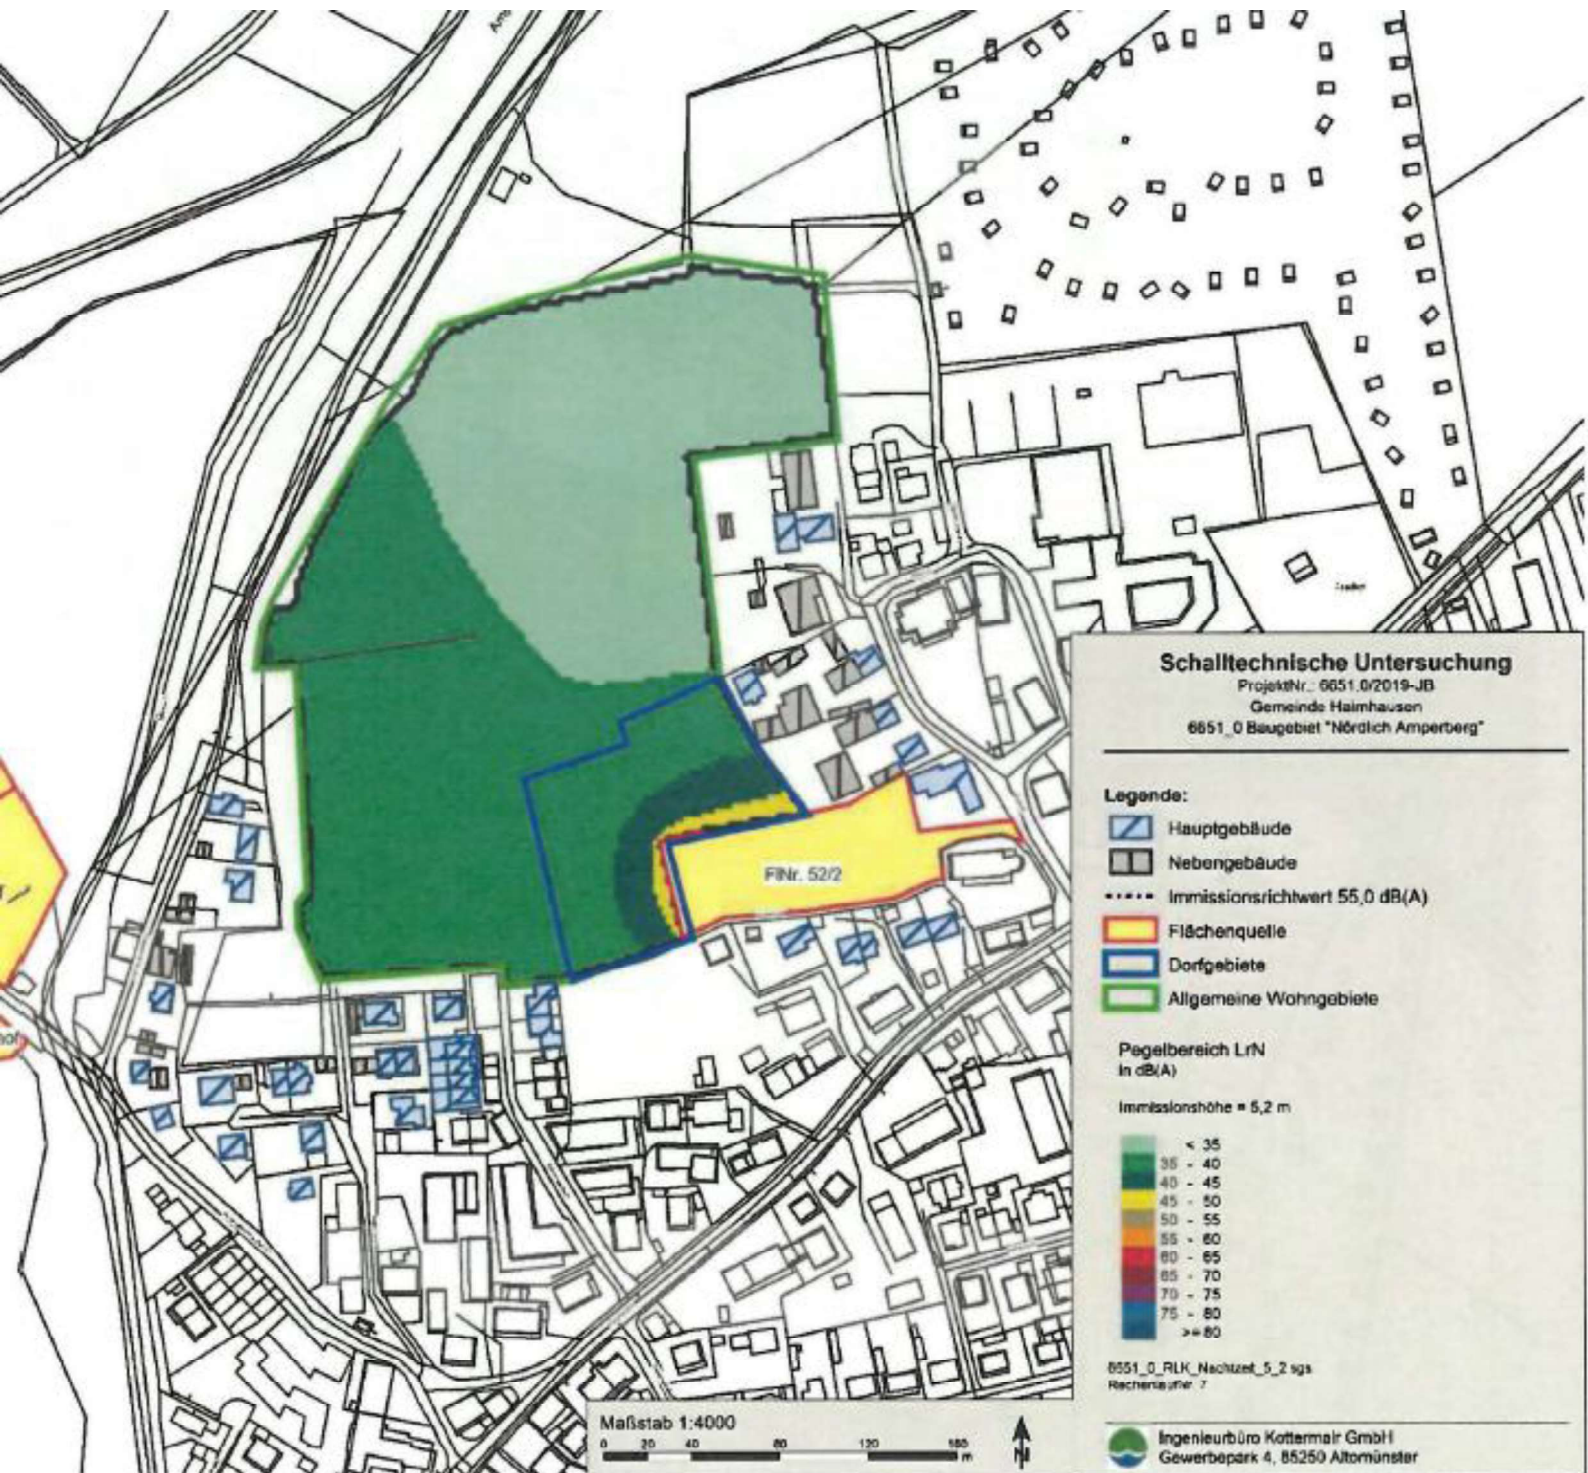 FlNr. 52/2
Schalltechnische Untersuchung
ProjektNr.: 6651.0/2019-JB
Gemeinde Haimhausen
6651_0 Baugebiet "Nördlich Amperberg"
Legende:
Hauptgebäude
Nebengebäude
Immissionsrichtwert 55,0 dB(A)
Flächenquelle
Dorfgebiete
Allgemeine Wohngebiete
Pegelbereich LrN
in dB(A)
Immissionshöhe = 5,2 m
< 35
35 - 40
40 - 45
45 - 50
50 - 55
55 - 60
60 - 65
65 - 70
70 - 75
75 - 80
>= 80
6651_0_RLK_Nachtzeit_5_2.sgs
Maßstab 1:4000
0 20 40 80 120 160
m
N
Ingenieurbüro Kottermair GmbH
Gewerbepark 4, 85250 Altomünster